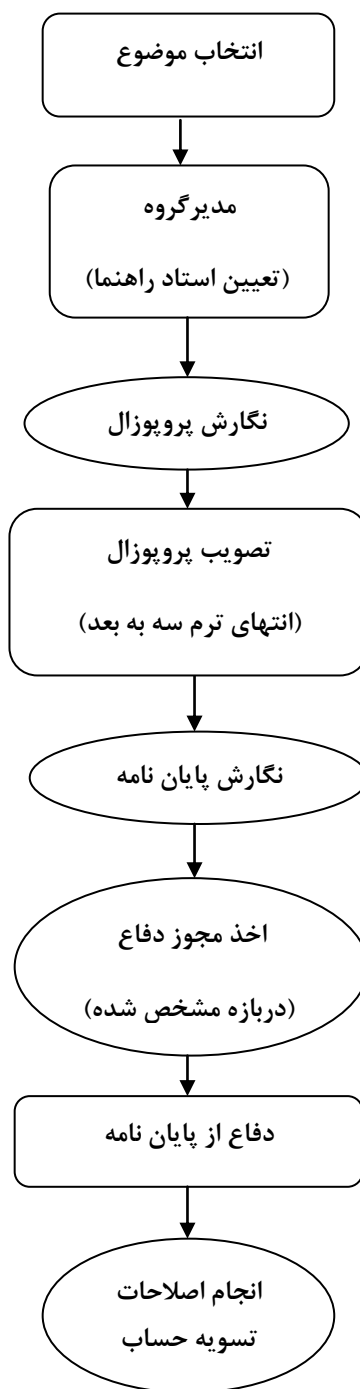 انتخاب موضوع
مدیرگروه
(تعیین استاد راهنما)
نگارش پروپوزال
تصویب پروپوزال
(انتهای ترم سه به بعد)
نگارش پایان نامه
اخذ مجوز دفاع
(دربازه مشخص شده)
دفاع از پایان نامه
انجام اصلاحات
تسویه حساب